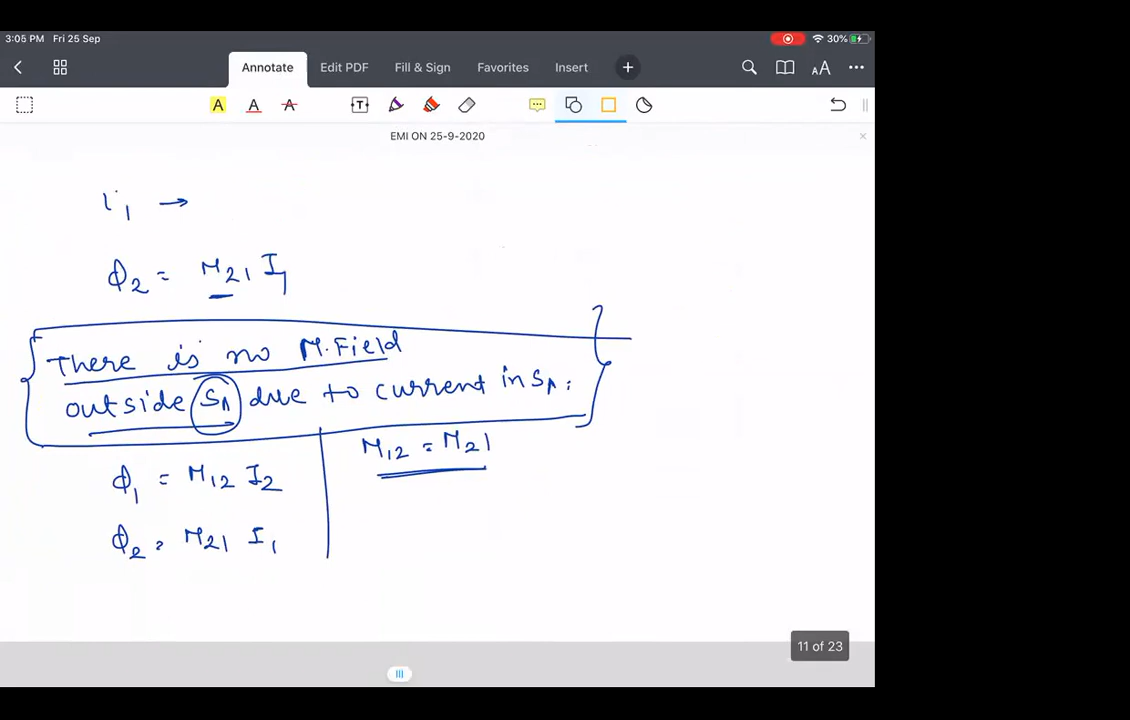 3:05 PM Fri 25 Sep
30%
Annotate Edit PDF Fill & Sign Favorites Insert
EMI ON 25-9-2020
i1 →
Φ2 = M21 I1
There is no M.Field
outside SA due to current in SA.
M12 = M21
Φ1 = M12 I2
Φ2 = M21 I1
11 of 23